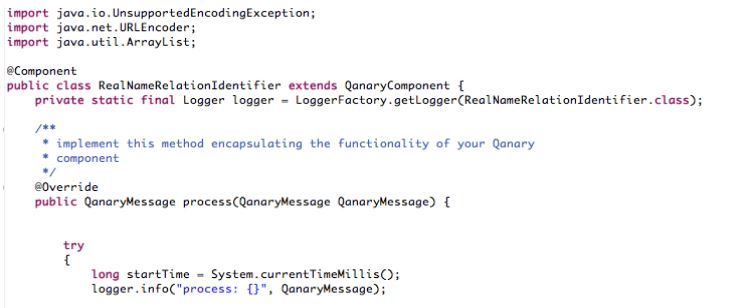 import java.io.UnsupportedEncodingException;
import java.net.URLEncoder;
import java.util.ArrayList;
@Component
public class RealNameRelationIdentifier extends QanaryComponent {
private static final Logger logger = LoggerFactory.getLogger(RealNameRelationIdentifier.class);
/**
* implement this method encapsulating the functionality of your Qanary
* component
*/
@Override
public QanaryMessage process(QanaryMessage QanaryMessage) {
try
{
long startTime = System.currentTimeMillis();
logger.info("process: {}", QanaryMessage);